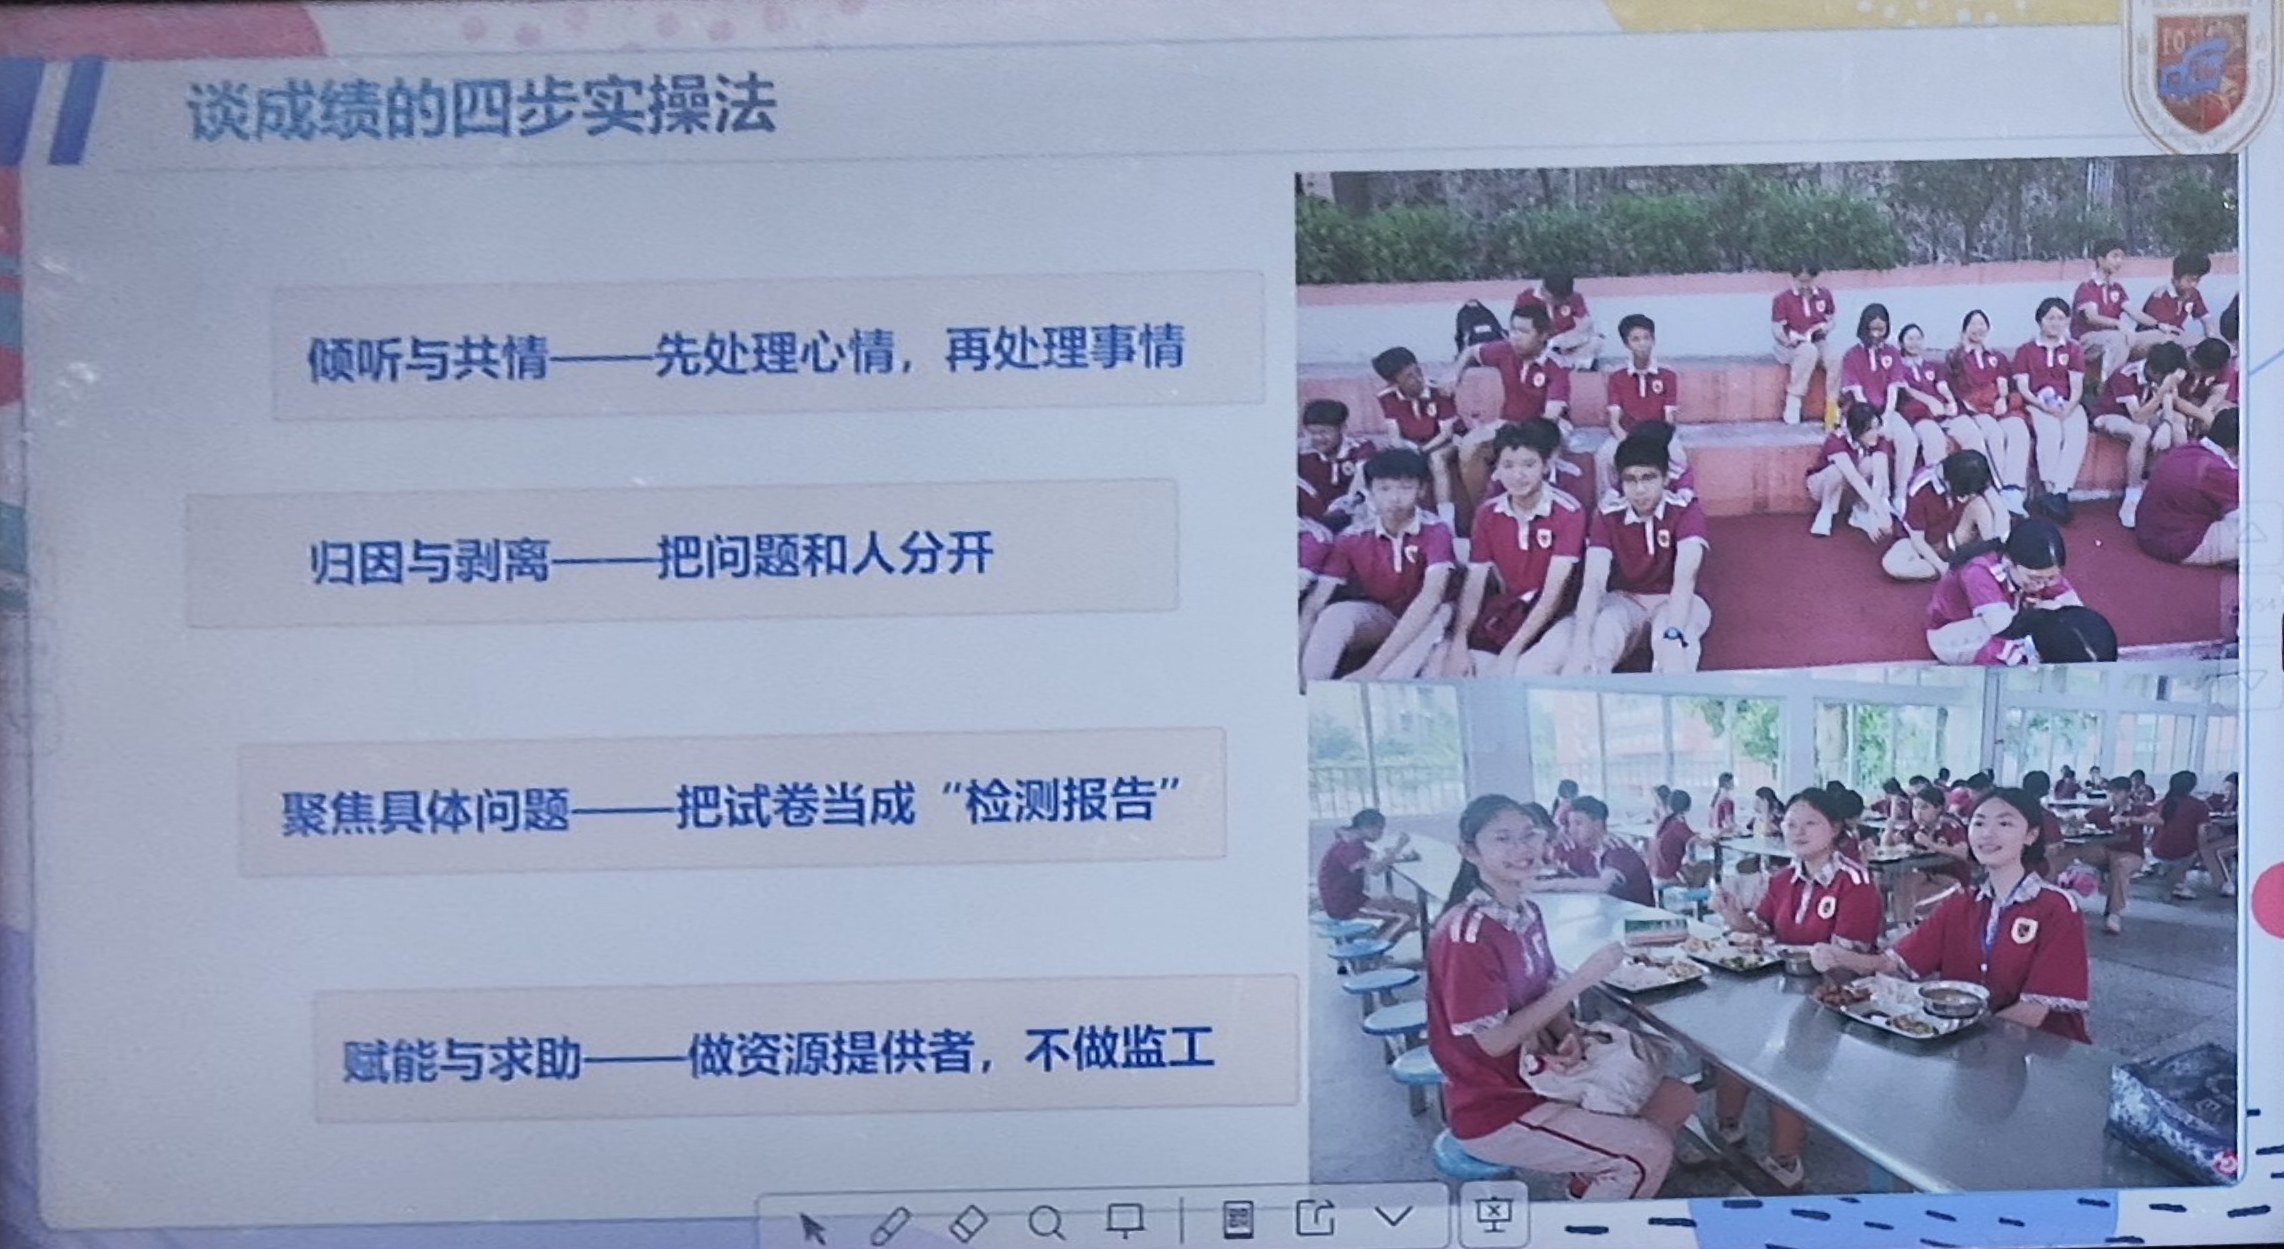 谈成绩的四步实操法
倾听与共情——先处理心情，再处理事情
归因与剥离——把问题和人分开
聚焦具体问题——把试卷当成“检测报告”
赋能与求助——做资源提供者，不做监工